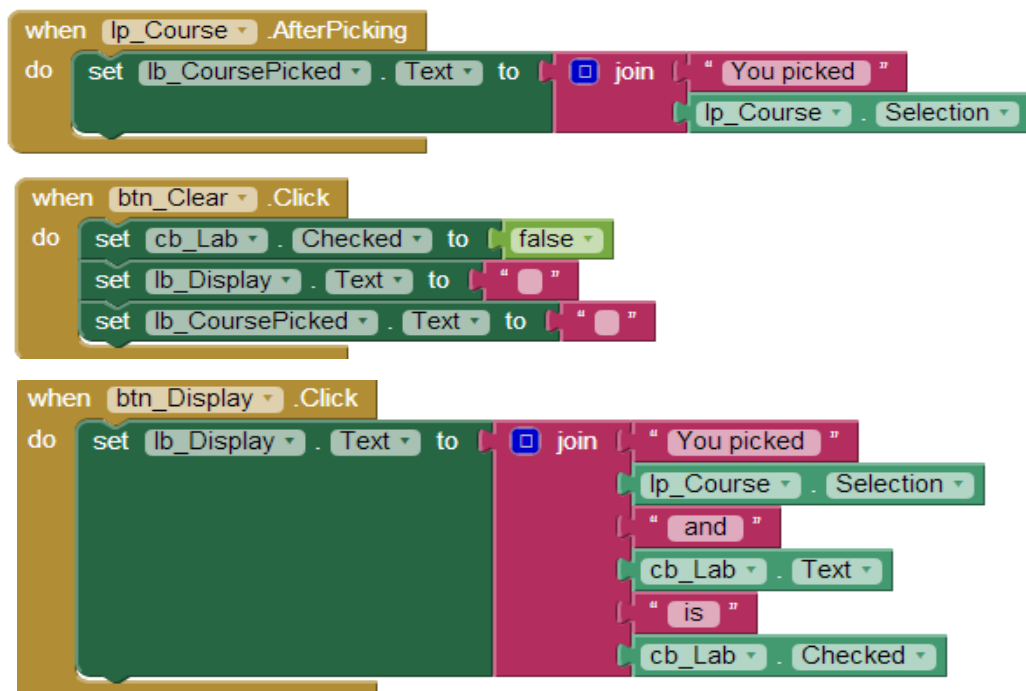 when lp_Course .AfterPicking
do set lb_CoursePicked . Text to join “ You picked ”
lp_Course . Selection
when btn_Clear .Click
do set cb_Lab . Checked to false
set lb_Display . Text to “ ”
set lb_CoursePicked . Text to “ ”
when btn_Display .Click
do set lb_Display . Text to join “ You picked ”
lp_Course . Selection
“ and ”
cb_Lab . Text
“ is ”
cb_Lab . Checked